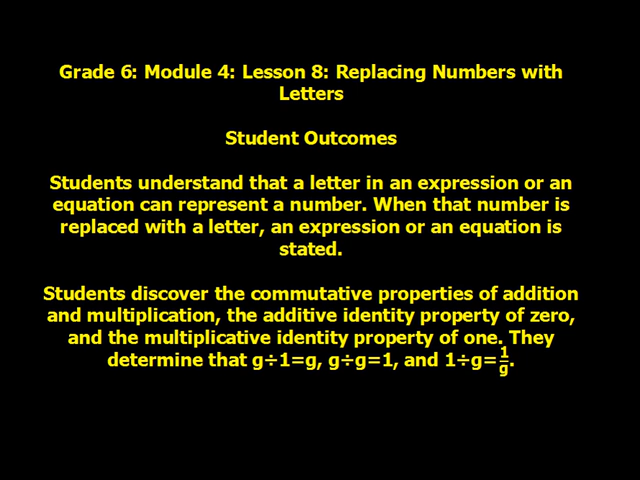 Grade 6: Module 4: Lesson 8: Replacing Numbers with
Letters
Student Outcomes
Students understand that a letter in an expression or an
equation can represent a number. When that number is
replaced with a letter, an expression or an equation is
stated.
Students discover the commutative properties of addition
and multiplication, the additive identity property of zero,
and the multiplicative identity property of one. They
determine that g÷1=g, g÷g=1, and 1÷g=1/g.